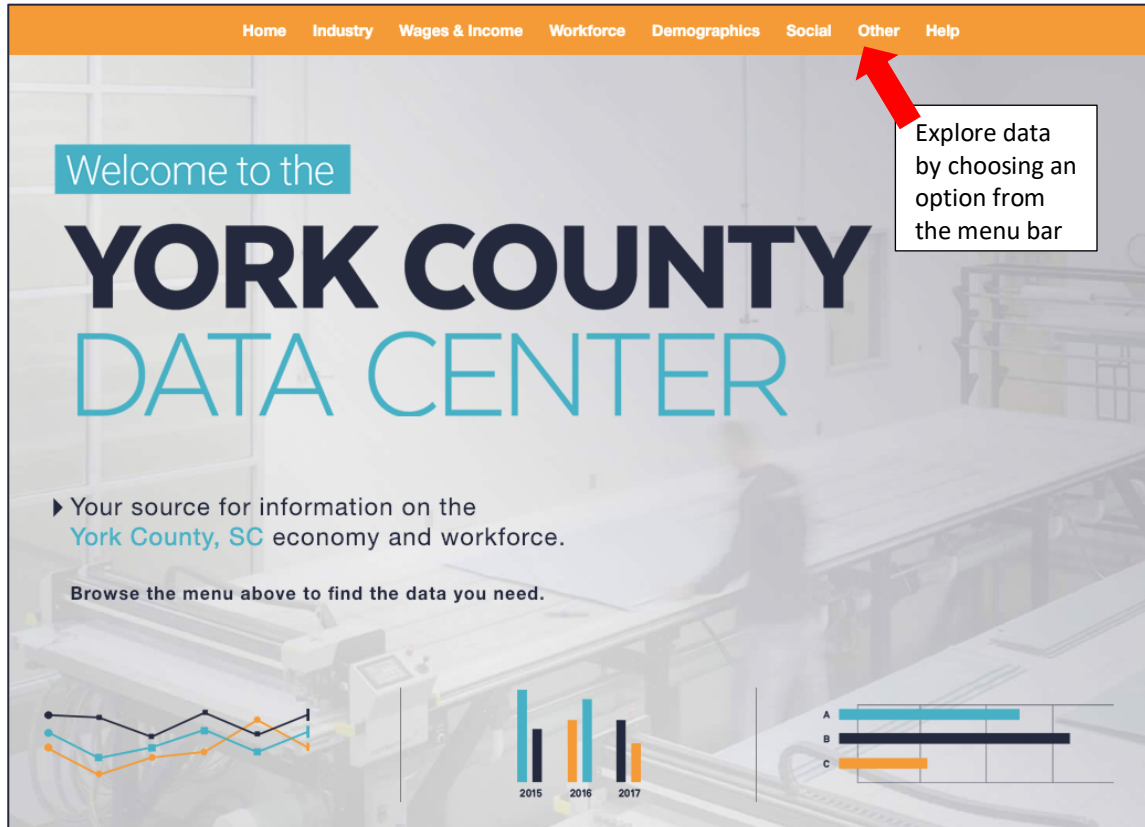 Home Industry Wages & Income Workforce Demographics Social Other Help
Explore data
by choosing an
option from
the menu bar
Welcome to the
YORK COUNTY
DATA CENTER
Your source for information on the
York County, SC economy and workforce.
Browse the menu above to find the data you need.
2015 2016 2017
A
B
C